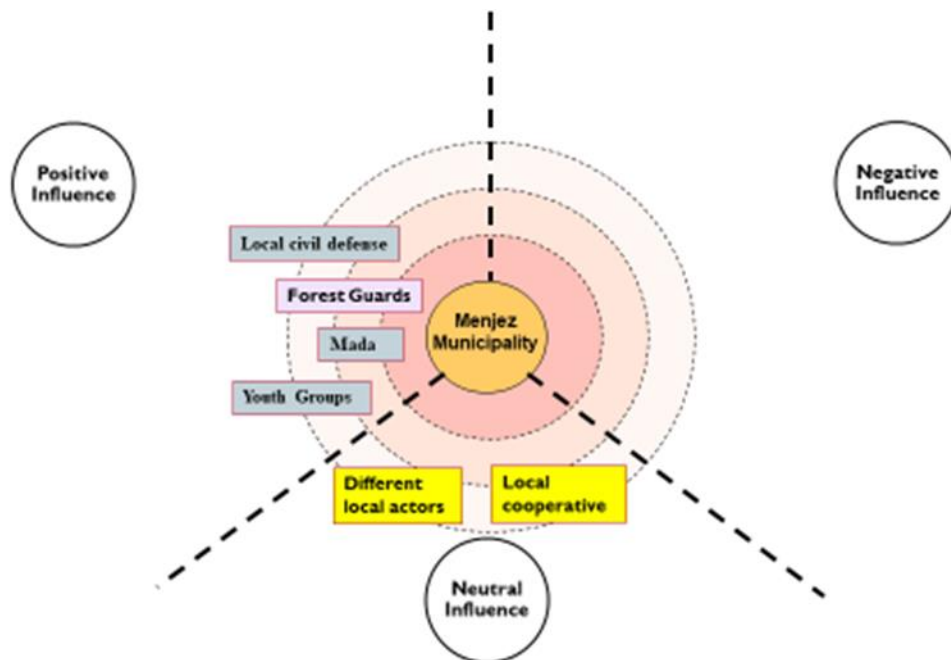 Positive
Influence
Negative
Influence
Local civil defense
Forest Guards
Menjez
Municipality
Mada
Youth Groups
Different
local actors
Local
cooperative
Neutral
Influence